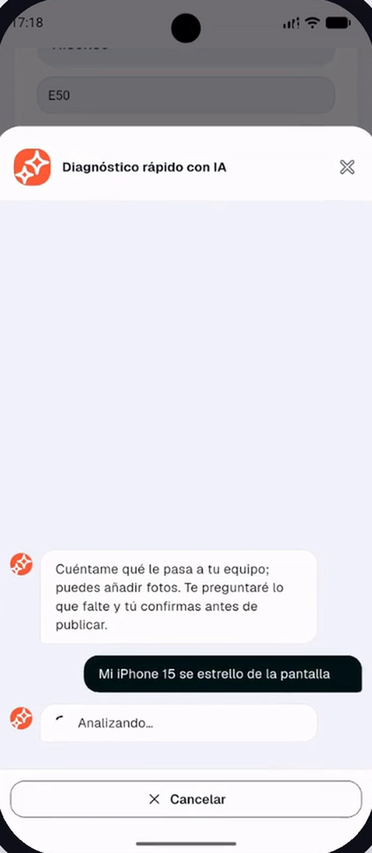 17:18
E50
Diagnóstico rápido con IA
Cuéntame qué le pasa a tu equipo;
puedes añadir fotos. Te preguntaré lo
que falte y tú confirmas antes de
publicar.
Mi iPhone 15 se estrello de la pantalla
Analizando...
Cancelar